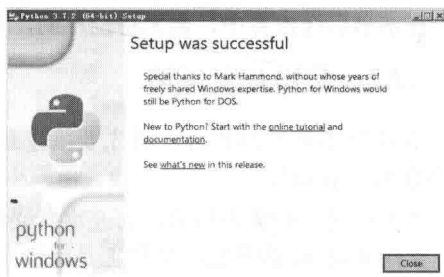 Python 3.7.2 (64-bit) Setup
Setup was successful
Special thanks to Mark Hammond, without whose years of
freely shared Windows expertise, Python for Windows would
still be Python for DOS.
New to Python? Start with the online tutorial and
documentation.
See what's new in this release.
python
for
windows
Close